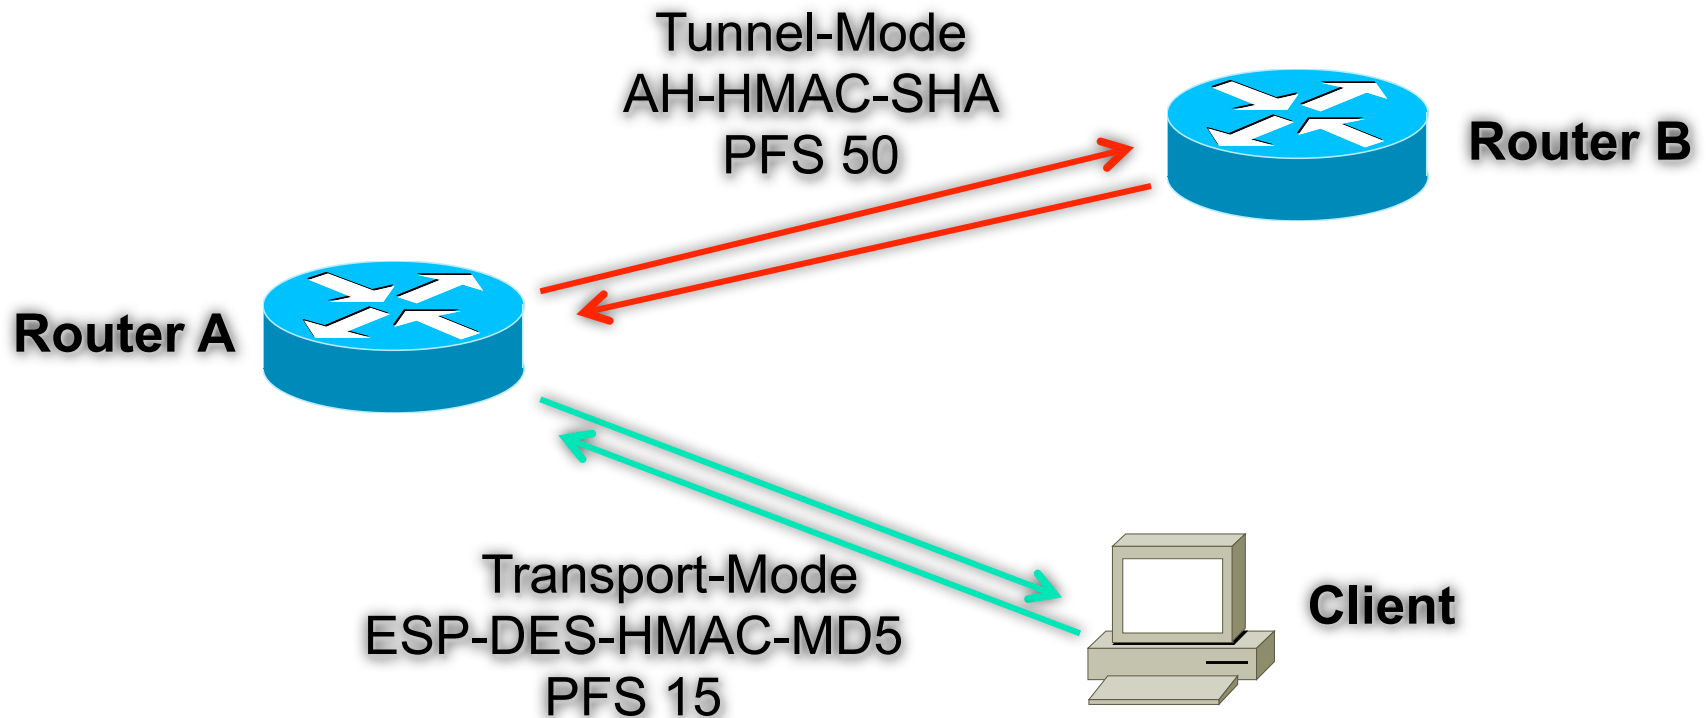 Tunnel-Mode
AH-HMAC-SHA
PFS 50
Router B
Router A
Transport-Mode
ESP-DES-HMAC-MD5
PFS 15
Client